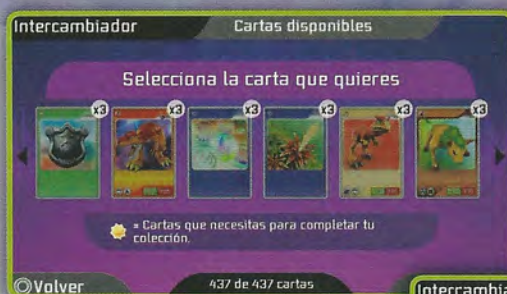 Intercambiador
Cartas disponibles
Selecciona la carta que quieres
x3 x3 x3 x3 x3 x3
= Cartas que necesitas para completar tu
colección.
Volver
437 de 437 cartas
Intercambia